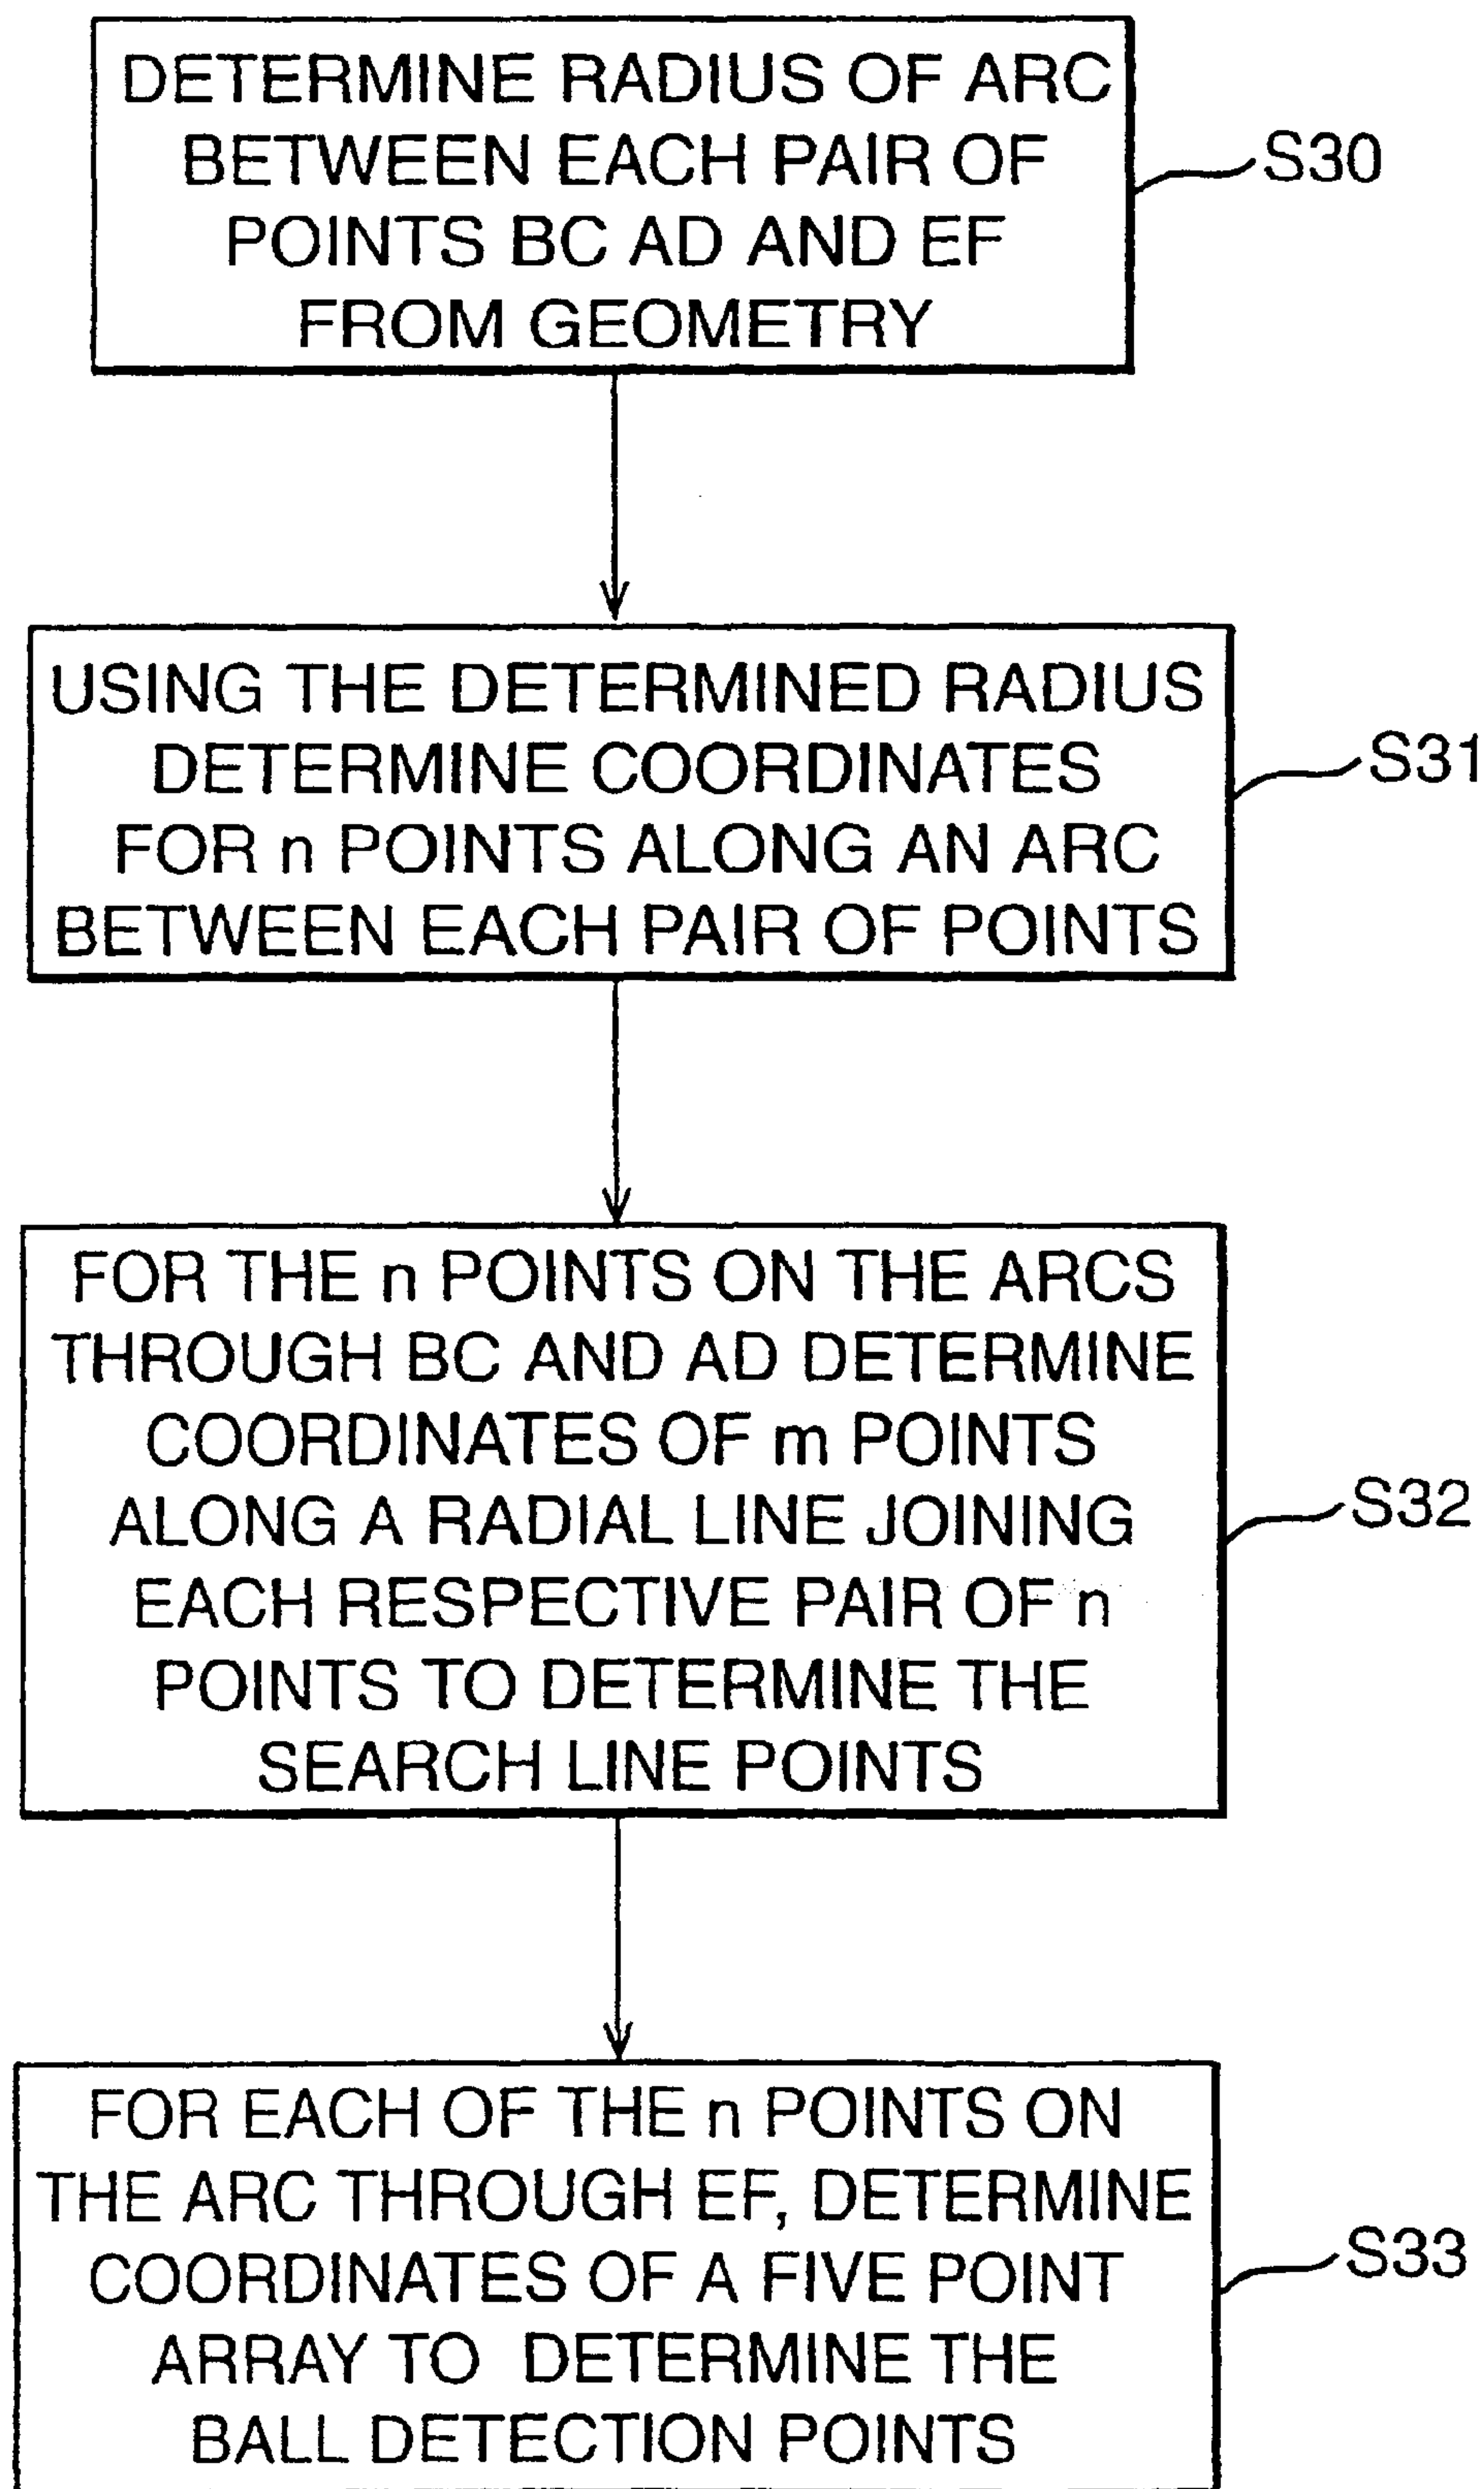 DETERMINE RADIUS OF ARC
BETWEEN EACH PAIR OF
POINTS BC AD AND EF
FROM GEOMETRY
S30
USING THE DETERMINED RADIUS
DETERMINE COORDINATES
FOR n POINTS ALONG AN ARC
BETWEEN EACH PAIR OF POINTS
S31
FOR THE n POINTS ON THE ARCS
THROUGH BC AND AD DETERMINE
COORDINATES OF m POINTS
ALONG A RADIAL LINE JOINING
EACH RESPECTIVE PAIR OF n
POINTS TO DETERMINE THE
SEARCH LINE POINTS
S32
FOR EACH OF THE n POINTS ON
THE ARC THROUGH EF, DETERMINE
COORDINATES OF A FIVE POINT
ARRAY TO DETERMINE THE
BALL DETECTION POINTS
S33